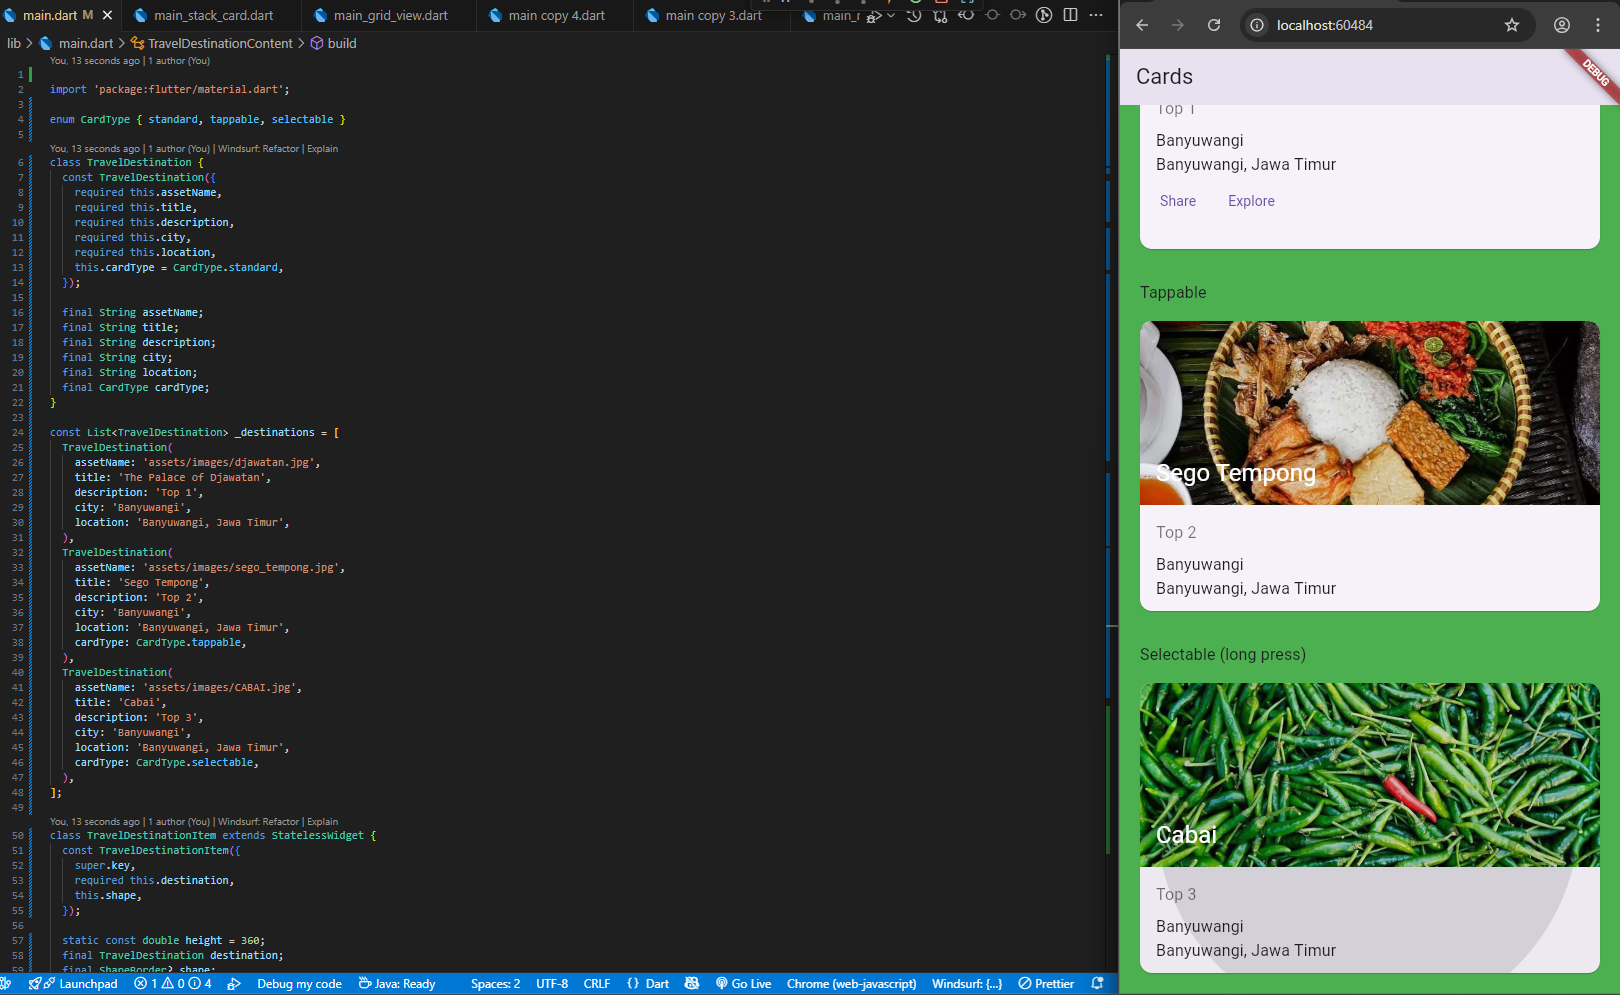 main.dart M
main_stack_card.dart
main_grid_view.dart
main copy 4.dart
main copy 3.dart
lib > main.dart > TravelDestinationContent > build
You, 13 seconds ago | 1 author (You)
1
2 import 'package:flutter/material.dart';
3
4 enum CardType { standard, tappable, selectable }
5
You, 13 seconds ago | 1 author (You) | Windsurf: Refactor | Explain
6 class TravelDestination {
7 const TravelDestination({
8 required this.assetName,
9 required this.title,
10 required this.description,
11 required this.city,
12 required this.location,
13 this.cardType = CardType.standard,
14 });
15
16 final String assetName;
17 final String title;
18 final String description;
19 final String city;
20 final String location;
21 final CardType cardType;
22 }
23
24 const List<TravelDestination> _destinations = [
25 TravelDestination(
26 assetName: 'assets/images/djawatan.jpg',
27 title: 'The Palace of Djawatan',
28 description: 'Top 1',
29 city: 'Banyuwangi',
30 location: 'Banyuwangi, Jawa Timur',
31 ),
32 TravelDestination(
33 assetName: 'assets/images/sego_tempong.jpg',
34 title: 'Sego Tempong',
35 description: 'Top 2',
36 city: 'Banyuwangi',
37 location: 'Banyuwangi, Jawa Timur',
38 cardType: CardType.tappable,
39 ),
40 TravelDestination(
41 assetName: 'assets/images/CABAI.jpg',
42 title: 'Cabai',
43 description: 'Top 3',
44 city: 'Banyuwangi',
45 location: 'Banyuwangi, Jawa Timur',
46 cardType: CardType.selectable,
47 ),
48 ];
49
You, 13 seconds ago | 1 author (You) | Windsurf: Refactor | Explain
50 class TravelDestinationItem extends StatelessWidget {
51 const TravelDestinationItem({
52 super.key,
53 required this.destination,
54 this.shape,
55 });
56
57 static const double height = 360;
58 final TravelDestination destination;
59 final ShapeBorder? shape;
Launchpad 1 0 4 Debug my code Java: Ready Spaces: 2 UTF-8 CRLF {} Dart Go Live Chrome (web-javascript) Windsurf: {...} Prettier
localhost:60484
Cards
DEBUG
Top 1
Banyuwangi
Banyuwangi, Jawa Timur
Share Explore
Tappable
Sego Tempong
Top 2
Banyuwangi
Banyuwangi, Jawa Timur
Selectable (long press)
Cabai
Top 3
Banyuwangi
Banyuwangi, Jawa Timur